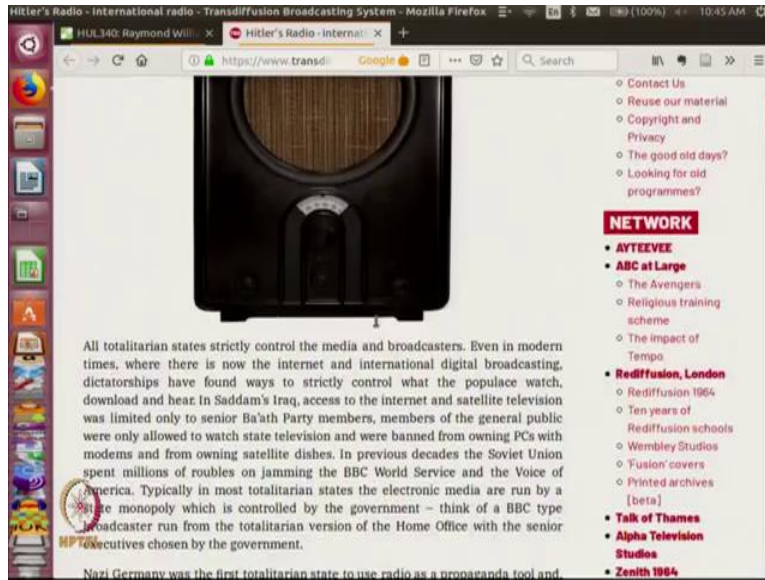 Hitler's Radio - International radio - Transdiffusion Broadcasting System - Mozilla Firefox
En
(100%)
10:45 AM
HUL340: Raymond Will
Hitler's Radio - Internati
https://www.transdi
Google
Search
Contact Us
Reuse our material
Copyright and
Privacy
The good old days?
Looking for old
programmes?
NETWORK
AYTEEVEE
ABC at Large
The Avengers
Religious training
scheme
The impact of
Tempo
Rediffusion, London
Rediffusion 1964
Ten years of
Rediffusion schools
Wembley Studios
'Fusion' covers
Printed archives
[beta]
Talk of Thames
Alpha Television
Studios
Zenith 1964
All totalitarian states strictly control the media and broadcasters. Even in modern
times, where there is now the internet and international digital broadcasting,
dictatorships have found ways to strictly control what the populace watch,
download and hear. In Saddam's Iraq, access to the internet and satellite television
was limited only to senior Ba'ath Party members, members of the general public
were only allowed to watch state television and were banned from owning PCs with
modems and from owning satellite dishes. In previous decades the Soviet Union
spent millions of roubles on jamming the BBC World Service and the Voice of
America. Typically in most totalitarian states the electronic media are run by a
state monopoly which is controlled by the government – think of a BBC type
broadcaster run from the totalitarian version of the Home Office with the senior
executives chosen by the government.
Nazi Germany was the first totalitarian state to use radio as a propaganda tool and,
NPTEL